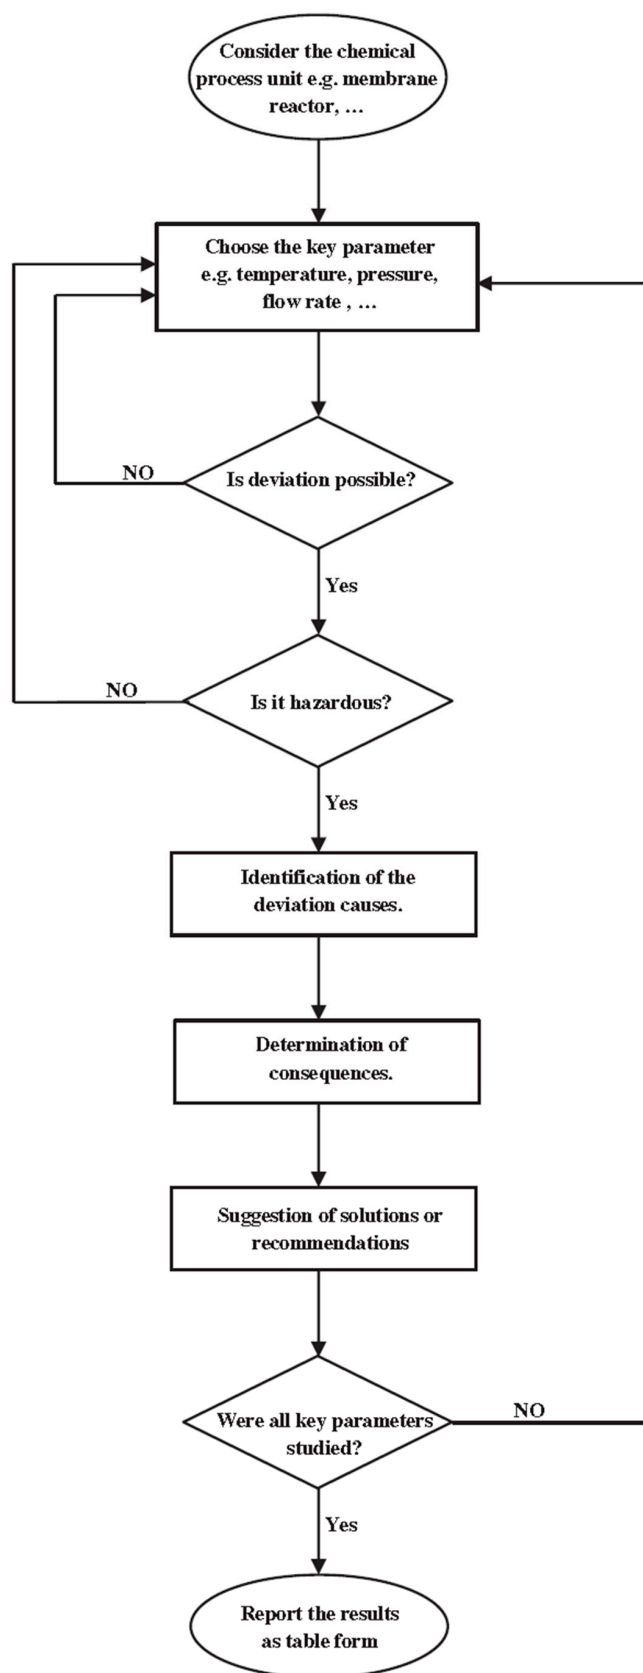 Consider the chemical
process unit e.g. membrane
reactor, …
Choose the key parameter
e.g. temperature, pressure,
flow rate , …
NO
Is deviation possible?
Yes
NO
Is it hazardous?
Yes
Identification of the
deviation causes.
Determination of
consequences.
Suggestion of solutions or
recommendations
Were all key parameters
studied?
NO
Yes
Report the results
as table form